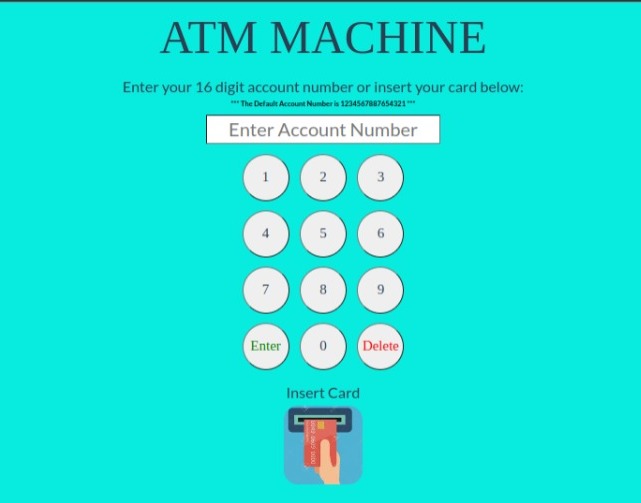 ATM MACHINE
Enter your 16 digit account number or insert your card below:
*** The Default Account Number is 1234567887654321 ***
Enter Account Number
1 2 3
4 5 6
7 8 9
Enter 0 Delete
Insert Card